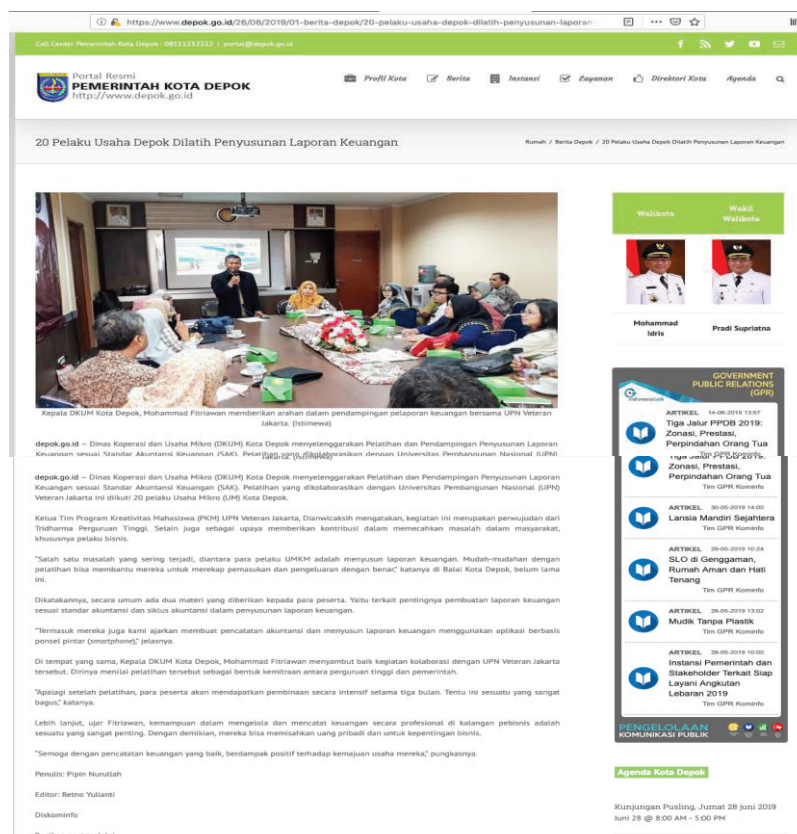 https://www.depok.go.id/26/06/2019/01-berita-depok/20-pelaku-usaha-depok-dilatih-penyusunan-laporan-
Call Center Pemerintah Kota Depok : 08111232222 | portal@depok.go.id
Portal Resmi
PEMERINTAH KOTA DEPOK
http://www.depok.go.id
Profil Kota Berita Instansi Layanan Direktori Kota Agenda
20 Pelaku Usaha Depok Dilatih Penyusunan Laporan Keuangan
Rumah / Berita Depok / 20 Pelaku Usaha Depok Dilatih Penyusunan Laporan Keuangan
Kepala DKUM Kota Depok, Mohammad Fitriawan memberikan arahan dalam pendampingan pelaporan keuangan bersama UPN Veteran
Jakarta. (Istimewa)
depok.go.id – Dinas Koperasi dan Usaha Mikro (DKUM) Kota Depok menyelenggarakan Pelatihan dan Pendampingan Penyusunan Laporan
Keuangan sesuai Standar Akuntansi Keuangan (SAK). Pelatihan yang dikolaborasikan dengan Universitas Pembangunan Nasional (UPN)
Jakarta. (Istimewa)
depok.go.id – Dinas Koperasi dan Usaha Mikro (DKUM) Kota Depok menyelenggarakan Pelatihan dan Pendampingan Penyusunan Laporan
Keuangan sesuai Standar Akuntansi Keuangan (SAK). Pelatihan yang dikolaborasikan dengan Universitas Pembangunan Nasional (UPN)
Veteran Jakarta ini diikuti 20 pelaku Usaha Mikro (UM) Kota Depok.
Ketua Tim Program Kreativitas Mahasiswa (PKM) UPN Veteran Jakarta, Dianwicaksih mengatakan, kegiatan ini merupakan perwujudan dari
Tridharma Perguruan Tinggi. Selain juga sebagai upaya memberikan kontribusi dalam memecahkan masalah dalam masyarakat,
khususnya pelaku bisnis.
"Salah satu masalah yang sering terjadi, diantara para pelaku UMKM adalah menyusun laporan keuangan. Mudah-mudahan dengan
pelatihan bisa membantu mereka untuk merekap pemasukan dan pengeluaran dengan benar," katanya di Balai Kota Depok, belum lama
ini.
Dikatakannya, secara umum ada dua materi yang diberikan kepada para peserta. Yaitu terkait pentingnya pembuatan laporan keuangan
sesuai standar akuntansi dan siklus akuntansi dalam penyusunan laporan keuangan.
"Termasuk mereka juga kami ajarkan membuat pencatatan akuntansi dan menyusun laporan keuangan menggunakan aplikasi berbasis
ponsel pintar (smartphone)," jelasnya.
Di tempat yang sama, Kepala DKUM Kota Depok, Mohammad Fitriawan menyambut baik kegiatan kolaborasi dengan UPN Veteran Jakarta
tersebut. Dirinya menilai pelatihan tersebut sebagai bentuk kemitraan antara perguruan tinggi dan pemerintah.
"Apalagi setelah pelatihan, para peserta akan mendapatkan pembinaan secara intensif selama tiga bulan. Tentu ini sesuatu yang sangat
bagus," katanya.
Lebih lanjut, ujar Fitriawan, kemampuan dalam mengelola dan mencatat keuangan secara profesional di kalangan pebisnis adalah
sesuatu yang sangat penting. Dengan demikian, mereka bisa memisahkan uang pribadi dan untuk kepentingan bisnis.
"Semoga dengan pencatatan keuangan yang baik, berdampak positif terhadap kemajuan usaha mereka," pungkasnya.
Penulis: Pipin Nurullah
Editor: Retno Yulianti
Diskominfo
Walikota
Wakil
Walikota
Mohammad
Idris
Pradi Supriatna
GOVERNMENT
PUBLIC RELATIONS
(GPR)
ARTIKEL 14-06-2019 13:57
Tiga Jalur PPDB 2019:
Zonasi, Prestasi,
Perpindahan Orang Tua
Tim GPR Kominfo
Tiga Jalur PPDB 2019:
Zonasi, Prestasi,
Perpindahan Orang Tua
Tim GPR Kominfo
ARTIKEL 30-05-2019 14:00
Lansia Mandiri Sejahtera
Tim GPR Kominfo
ARTIKEL 29-05-2019 10:24
SLO di Genggaman,
Rumah Aman dan Hati
Tenang
Tim GPR Kominfo
ARTIKEL 28-05-2019 13:02
Mudik Tanpa Plastik
Tim GPR Kominfo
ARTIKEL 28-05-2019 10:00
Instansi Pemerintah dan
Stakeholder Terkait Siap
Layani Angkutan
Lebaran 2019
Tim GPR Kominfo
PENGELOLAAN
KOMUNIKASI PUBLIK
Agenda Kota Depok
Kunjungan Pusling, Jumat 28 juni 2019
Juni 28 @ 8:00 AM - 5:00 PM